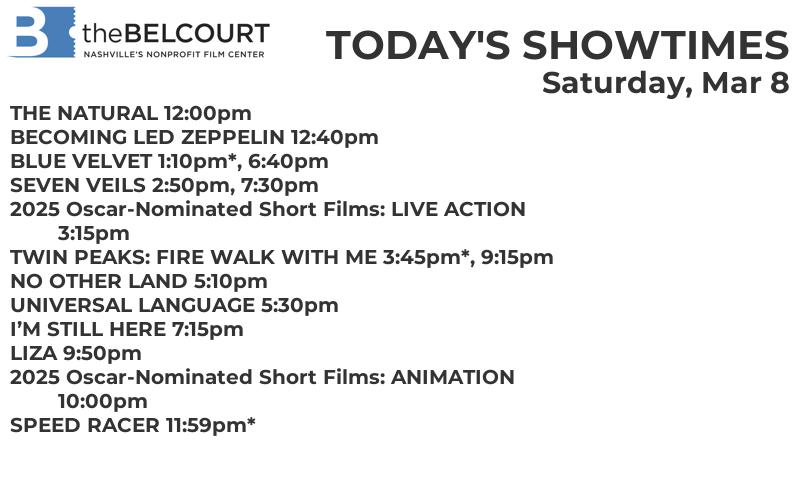 B theBELCOURT
NASHVILLE'S NONPROFIT FILM CENTER
TODAY'S SHOWTIMES
Saturday, Mar 8
THE NATURAL 12:00pm
BECOMING LED ZEPPELIN 12:40pm
BLUE VELVET 1:10pm*, 6:40pm
SEVEN VEILS 2:50pm, 7:30pm
2025 Oscar-Nominated Short Films: LIVE ACTION
3:15pm
TWIN PEAKS: FIRE WALK WITH ME 3:45pm*, 9:15pm
NO OTHER LAND 5:10pm
UNIVERSAL LANGUAGE 5:30pm
I’M STILL HERE 7:15pm
LIZA 9:50pm
2025 Oscar-Nominated Short Films: ANIMATION
10:00pm
SPEED RACER 11:59pm*